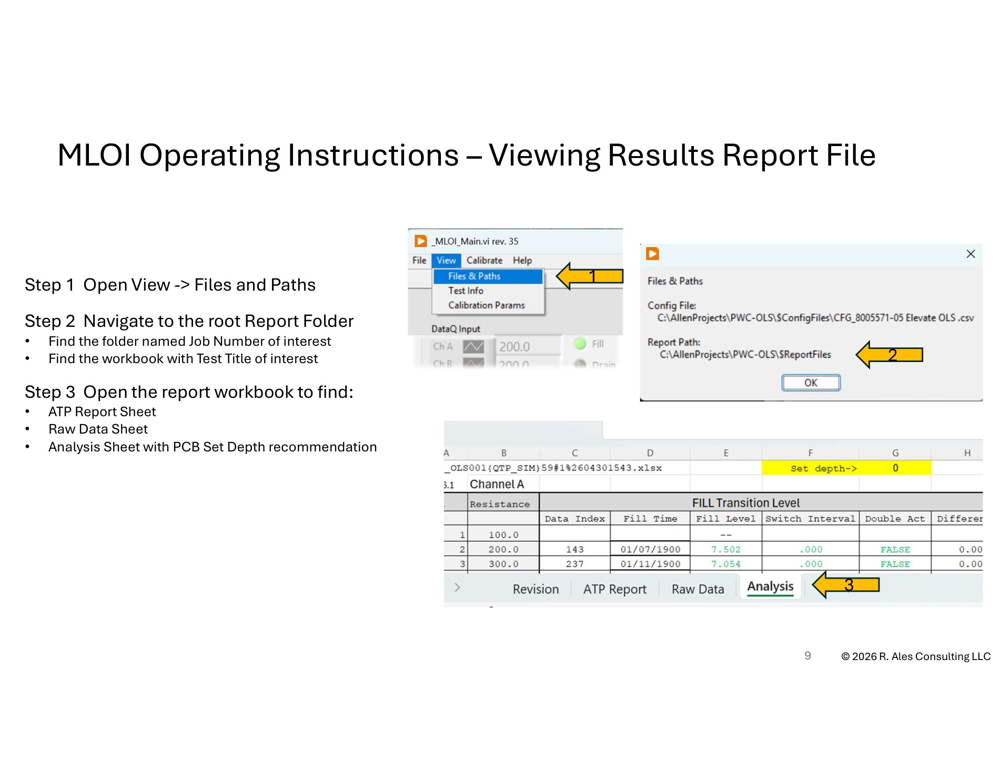 MLOI Operating Instructions – Viewing Results Report File
Step 1 Open View -> Files and Paths
Step 2 Navigate to the root Report Folder
• Find the folder named Job Number of interest
• Find the workbook with Test Title of interest
Step 3 Open the report workbook to find:
• ATP Report Sheet
• Raw Data Sheet
• Analysis Sheet with PCB Set Depth recommendation
_MLOI_Main.vi rev. 35
File View Calibrate Help
Files & Paths
1
Test Info
Calibration Params
DataQ Input
Ch A 200.0 Fill
Ch B 200.0 Drain
Files & Paths
Config File:
C:\AllenProjects\PWC-OLS\$ConfigFiles\CFG_8005571-05 Elevate OLS .csv
Report Path:
C:\AllenProjects\PWC-OLS\$ReportFiles
2
OK
A B C D E F G H
_OLS001{QTP_SIM}59#1%2604301543.xlsx Set depth-> 0
6.1 Channel A
Resistance FILL Transition Level
Data Index Fill Time Fill Level Switch Interval Double Act Differen
1 100.0 --
2 200.0 143 01/07/1900 7.502 .000 FALSE 0.00
3 300.0 237 01/11/1900 7.054 .000 FALSE 0.00
Revision ATP Report Raw Data Analysis
3
9 © 2026 R. Ales Consulting LLC